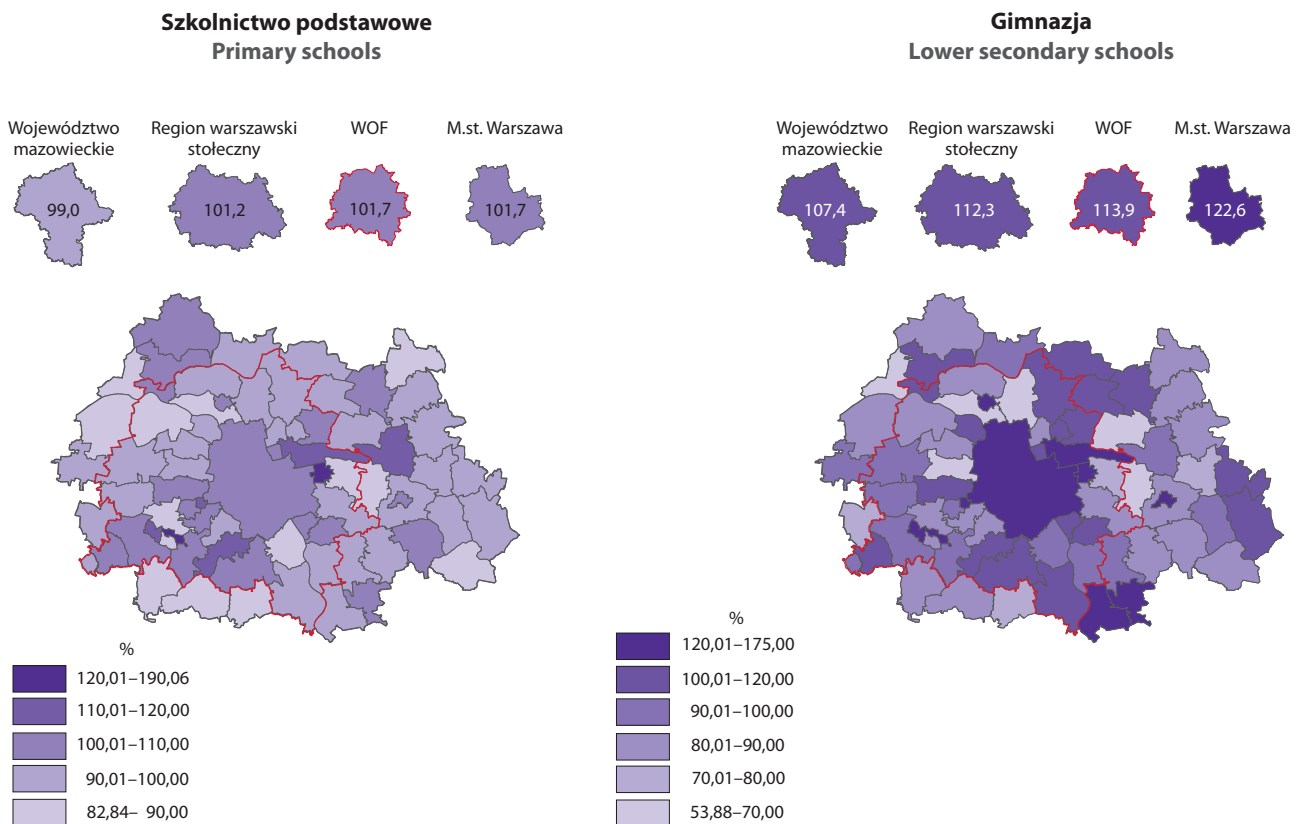 Szkolnictwo podstawowe
Primary schools
Województwo
mazowieckie
Region warszawski
stołeczny
WOF
M.st. Warszawa
99,0
101,2
101,7
101,7
%
120,01–190,06
110,01–120,00
100,01–110,00
90,01–100,00
82,84– 90,00
Gimnazja
Lower secondary schools
Województwo
mazowieckie
Region warszawski
stołeczny
WOF
M.st. Warszawa
107,4
112,3
113,9
122,6
%
120,01–175,00
100,01–120,00
90,01–100,00
80,01–90,00
70,01–80,00
53,88–70,00